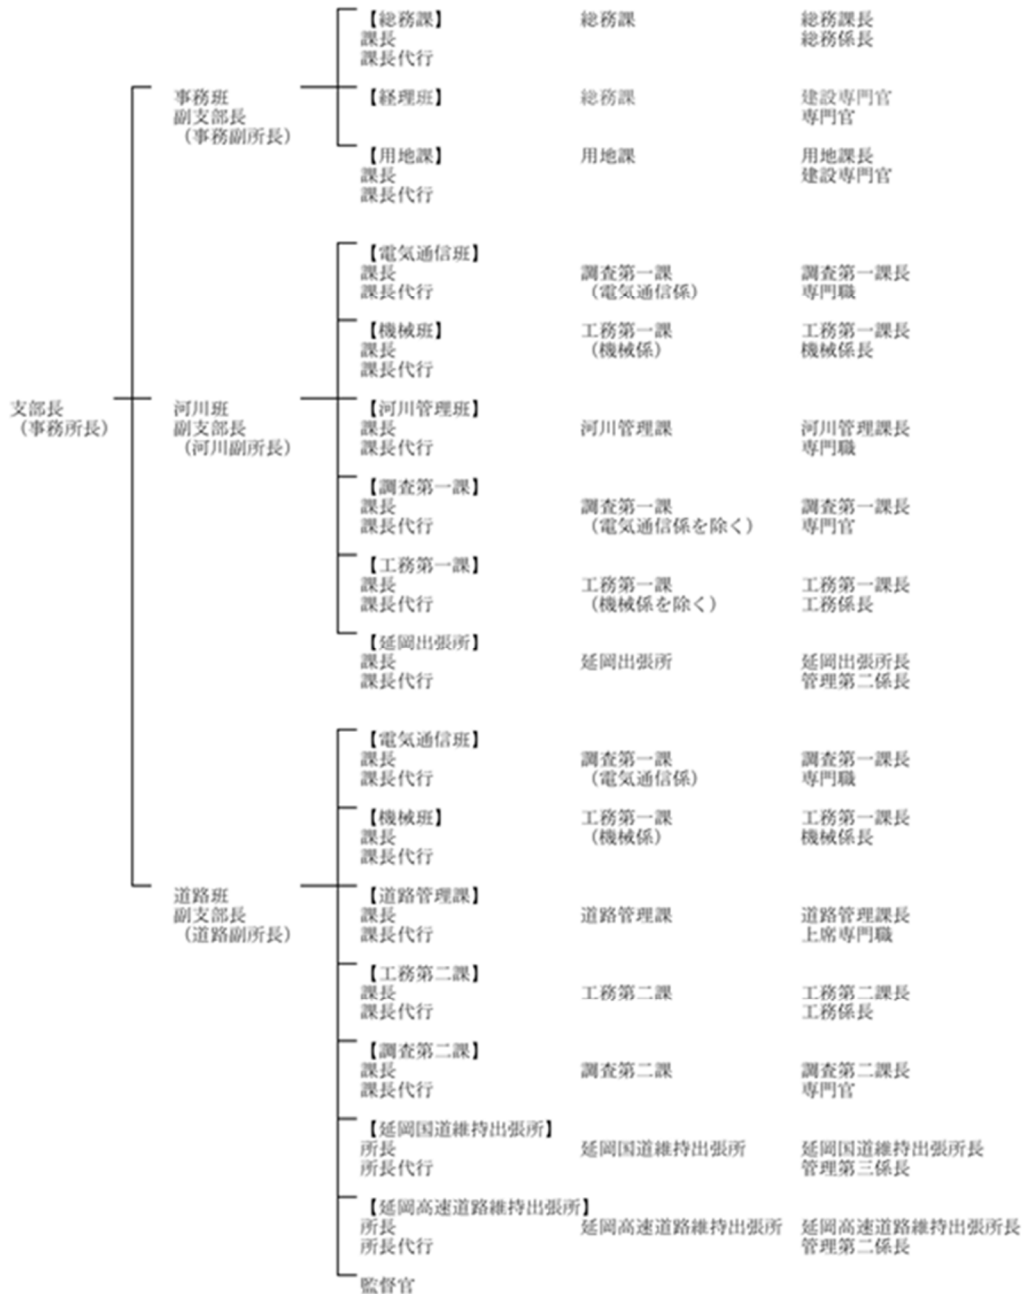 【総務課】 総務課 総務課長
課長 総務係長
課長代行
事務班 【経理班】 総務課 建設専門官
副支部長 専門官
（事務副所長）
【用地課】 用地課 用地課長
課長 建設専門官
課長代行
【電気通信班】
課長 調査第一課 調査第一課長
課長代行 （電気通信係） 専門職
【機械班】 工務第一課 工務第一課長
課長 （機械係） 機械係長
課長代行
支部長 河川班 【河川管理班】
（事務所長） 副支部長 課長 河川管理課 河川管理課長
（河川副所長） 課長代行 専門職
【調査第一課】
課長 調査第一課 調査第一課長
課長代行 （電気通信係を除く） 専門官
【工務第一課】
課長 工務第一課 工務第一課長
課長代行 （機械係を除く） 工務係長
【延岡出張所】
課長 延岡出張所 延岡出張所長
課長代行 管理第二係長
【電気通信班】
課長 調査第一課 調査第一課長
課長代行 （電気通信係） 専門職
【機械班】 工務第一課 工務第一課長
課長 （機械係） 機械係長
課長代行
道路班 【道路管理課】
副支部長 課長 道路管理課 道路管理課長
（道路副所長） 課長代行 上席専門職
【工務第二課】
課長 工務第二課 工務第二課長
課長代行 工務係長
【調査第二課】
課長 調査第二課 調査第二課長
課長代行 専門官
【延岡国道維持出張所】
所長 延岡国道維持出張所 延岡国道維持出張所長
所長代行 管理第三係長
【延岡高速道路維持出張所】
所長 延岡高速道路維持出張所 延岡高速道路維持出張所長
所長代行 管理第二係長
監督官